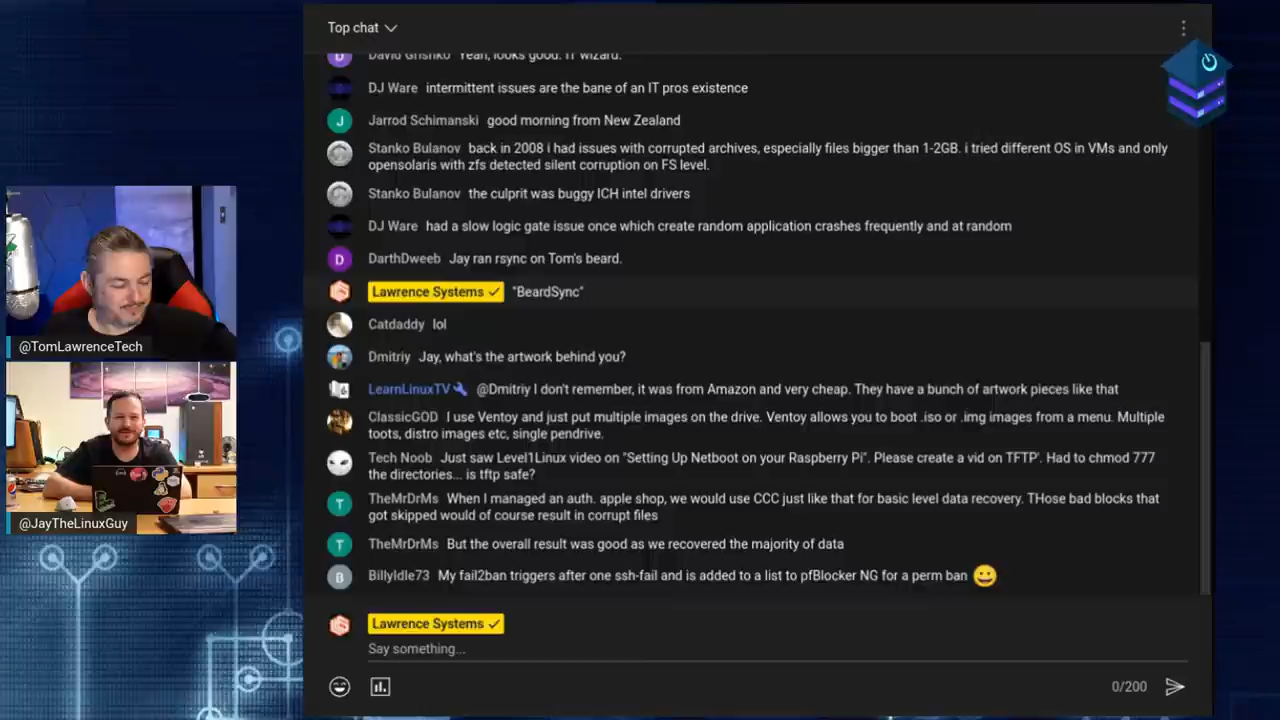 Top chat
David Grishko Yeah, looks good. IT wizard.
DJ Ware intermittent issues are the bane of an IT pros existence
J Jarrod Schimanski good morning from New Zealand
Stanko Bulanov back in 2008 i had issues with corrupted archives, especially files bigger than 1-2GB. i tried different OS in VMs and only
opensolaris with zfs detected silent corruption on FS level.
Stanko Bulanov the culprit was buggy ICH intel drivers
DJ Ware had a slow logic gate issue once which create random application crashes frequently and at random
D DarthDweeb Jay ran rsync on Tom's beard.
Lawrence Systems "BeardSync"
Catdaddy lol
@TomLawrenceTech
Dmitriy Jay, what's the artwork behind you?
LearnLinuxTV @Dmitriy I don't remember, it was from Amazon and very cheap. They have a bunch of artwork pieces like that
ClassicGOD I use Ventoy and just put multiple images on the drive. Ventoy allows you to boot .iso or .img images from a menu. Multiple
toots, distro images etc, single pendrive.
Tech Noob Just saw Level1Linux video on "Setting Up Netboot on your Raspberry Pi". Please create a vid on TFTP'. Had to chmod 777
the directories... is tftp safe?
T TheMrDrMs When I managed an auth. apple shop, we would use CCC just like that for basic level data recovery. THose bad blocks that
got skipped would of course result in corrupt files
@JayTheLinuxGuy
T TheMrDrMs But the overall result was good as we recovered the majority of data
B BillyIdle73 My fail2ban triggers after one ssh-fail and is added to a list to pfBlocker NG for a perm ban 😀
Lawrence Systems
Say something...
0/200